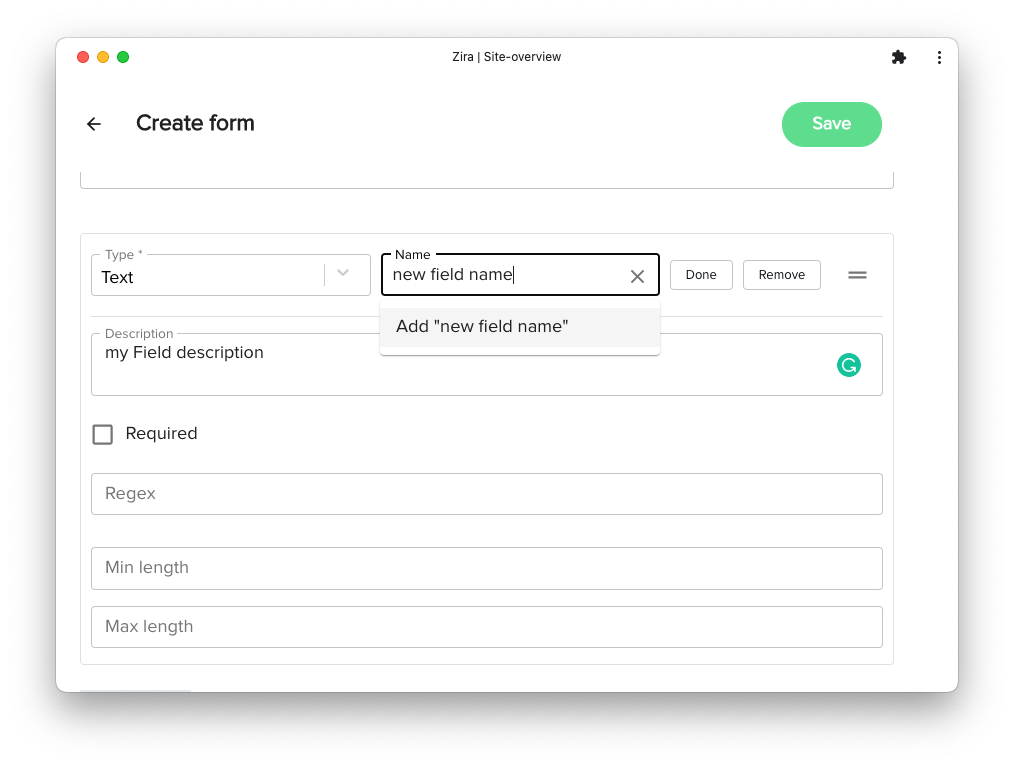 Zira | Site-overview
Create form
Save
Type *
Name
Text
new field name
Done
Remove
Add "new field name"
Description
my Field description
Required
Regex
Min length
Max length